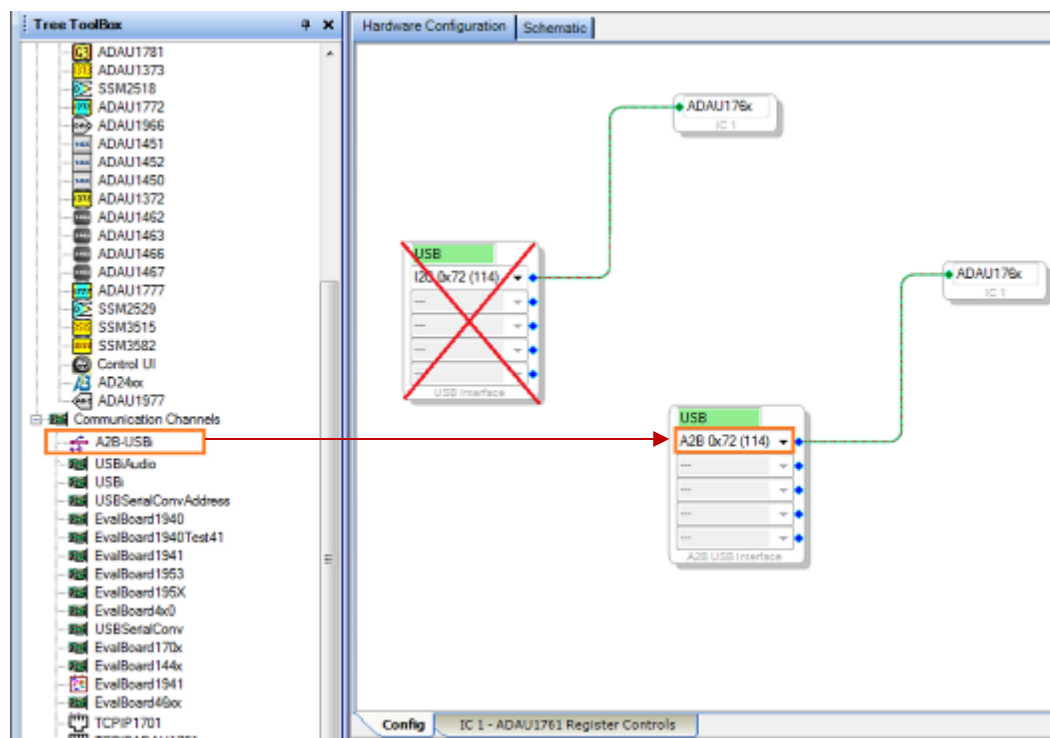 Tree ToolBox
ADAU1781
ADAU1373
SSM2518
ADAU1772
ADAU1966
ADAU1451
ADAU1452
ADAU1450
ADAU1372
ADAU1462
ADAU1463
ADAU1466
ADAU1467
ADAU1777
SSM2529
SSM3515
SSM3582
Control UI
AD24xx
ADAU1977
Communication Channels
A2B-USBi
USBiAudio
USBi
USBSerialConvAddress
EvalBoard1940
EvalBoard1940Test41
EvalBoard1941
EvalBoard1953
EvalBoard195X
EvalBoard4x0
USBSerialConv
EvalBoard170x
EvalBoard144x
EvalBoard1941
EvalBoard46xx
TCPIP1701
Hardware Configuration Schematic
ADAU176x
IC 1
USB
I2C 0x72 (114)
---
---
---
---
USB Interface
ADAU176x
IC 1
USB
A2B 0x72 (114)
---
---
---
---
A2B USB Interface
Config IC 1 - ADAU1761 Register Controls